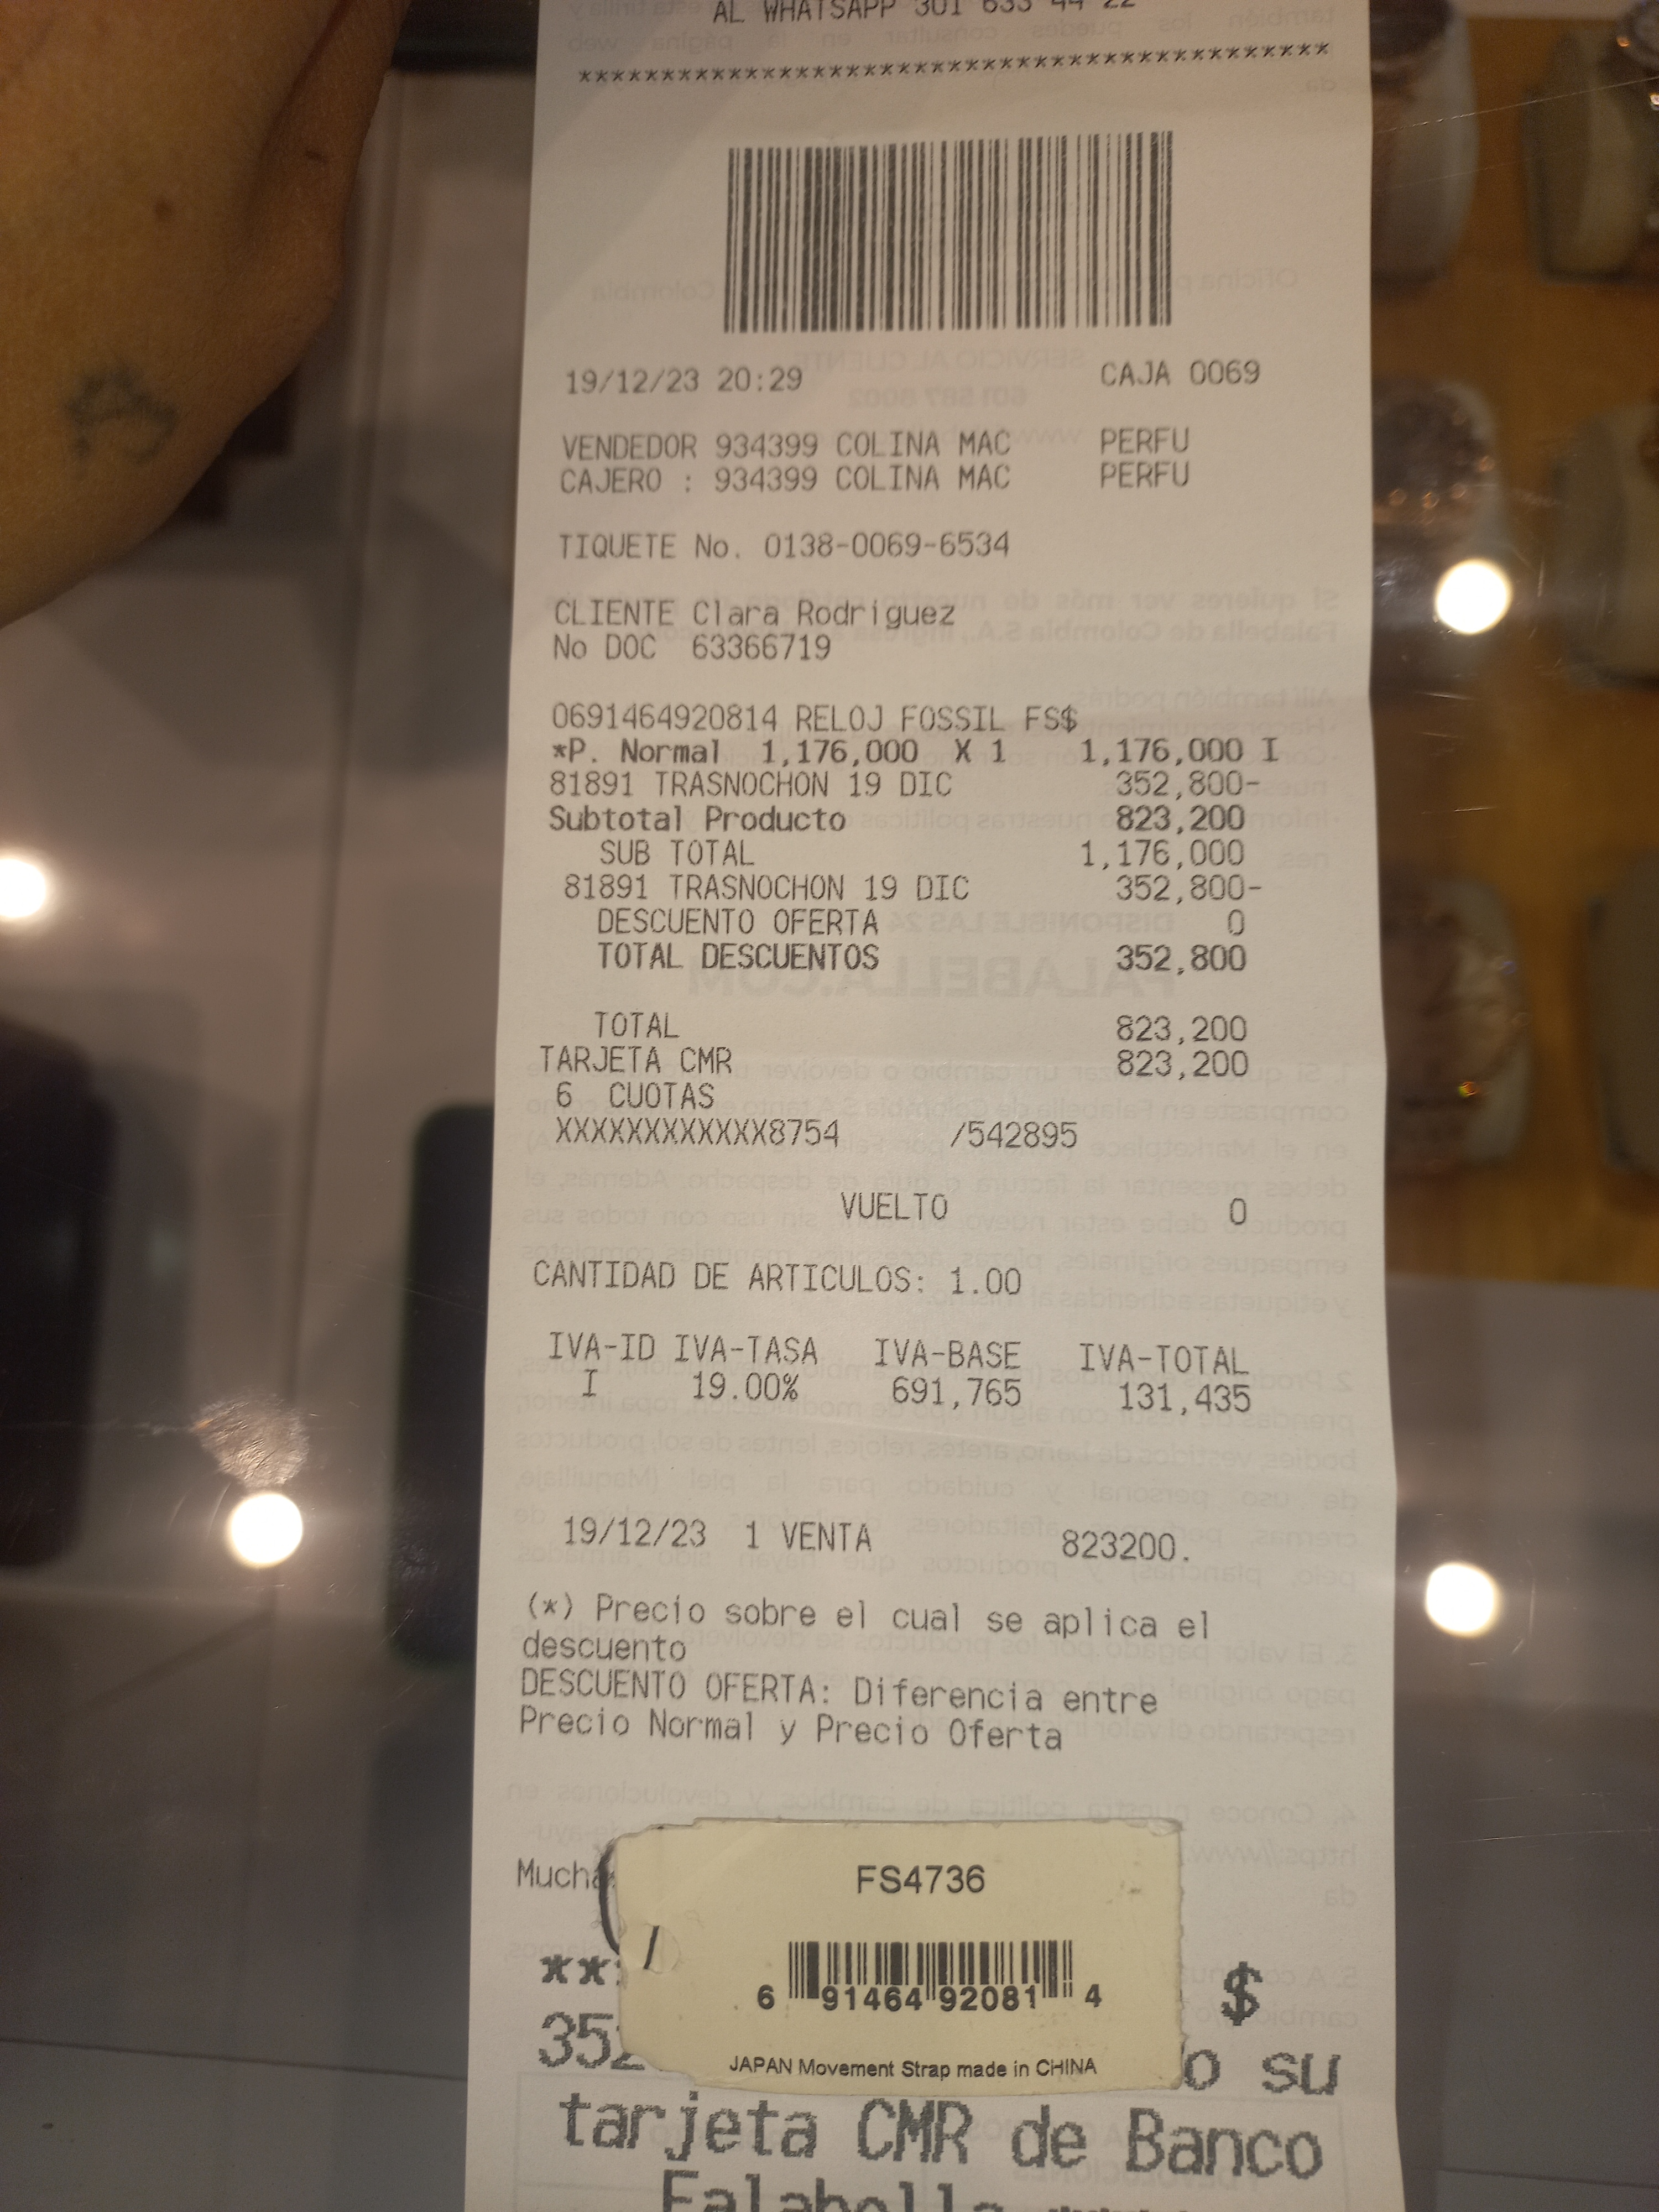 AL WHATSAPP 301 633 44 22
*********************************************
19/12/23 20:29 CAJA 0069
VENDEDOR 934399 COLINA MAC PERFU
CAJERO : 934399 COLINA MAC PERFU
TIQUETE No. 0138-0069-6534
CLIENTE Clara Rodriguez
No DOC 63366719
0691464920814 RELOJ FOSSIL FS$
*P. Normal 1,176,000 X 1 1,176,000 I
81891 TRASNOCHON 19 DIC 352,800-
Subtotal Producto 823,200
SUB TOTAL 1,176,000
81891 TRASNOCHON 19 DIC 352,800-
DESCUENTO OFERTA 0
TOTAL DESCUENTOS 352,800
TOTAL 823,200
TARJETA CMR 823,200
6 CUOTAS
XXXXXXXXXXXX8754 /542895
VUELTO 0
CANTIDAD DE ARTICULOS: 1.00
IVA-ID IVA-TASA IVA-BASE IVA-TOTAL
I 19.00% 691,765 131,435
19/12/23 1 VENTA 823200.
(*) Precio sobre el cual se aplica el
descuento
DESCUENTO OFERTA: Diferencia entre
Precio Normal y Precio Oferta
FS4736
6 91464 92081 4
JAPAN Movement Strap made in CHINA
** $
o su
tarjeta CMR de Banco
Falabella